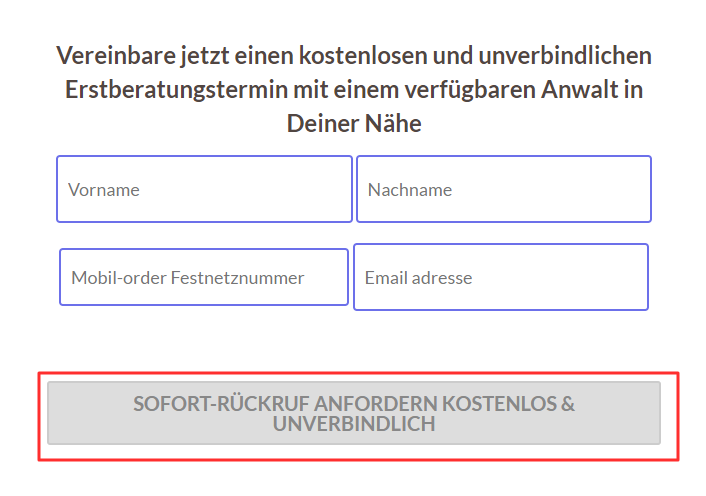 Vereinbare jetzt einen kostenlosen und unverbindlichen
Erstberatungstermin mit einem verfügbaren Anwalt in
Deiner Nähe
Vorname
Nachname
Mobil-order Festnetznummer
Email adresse
SOFORT-RÜCKRUF ANFORDERN KOSTENLOS &
UNVERBINDLICH